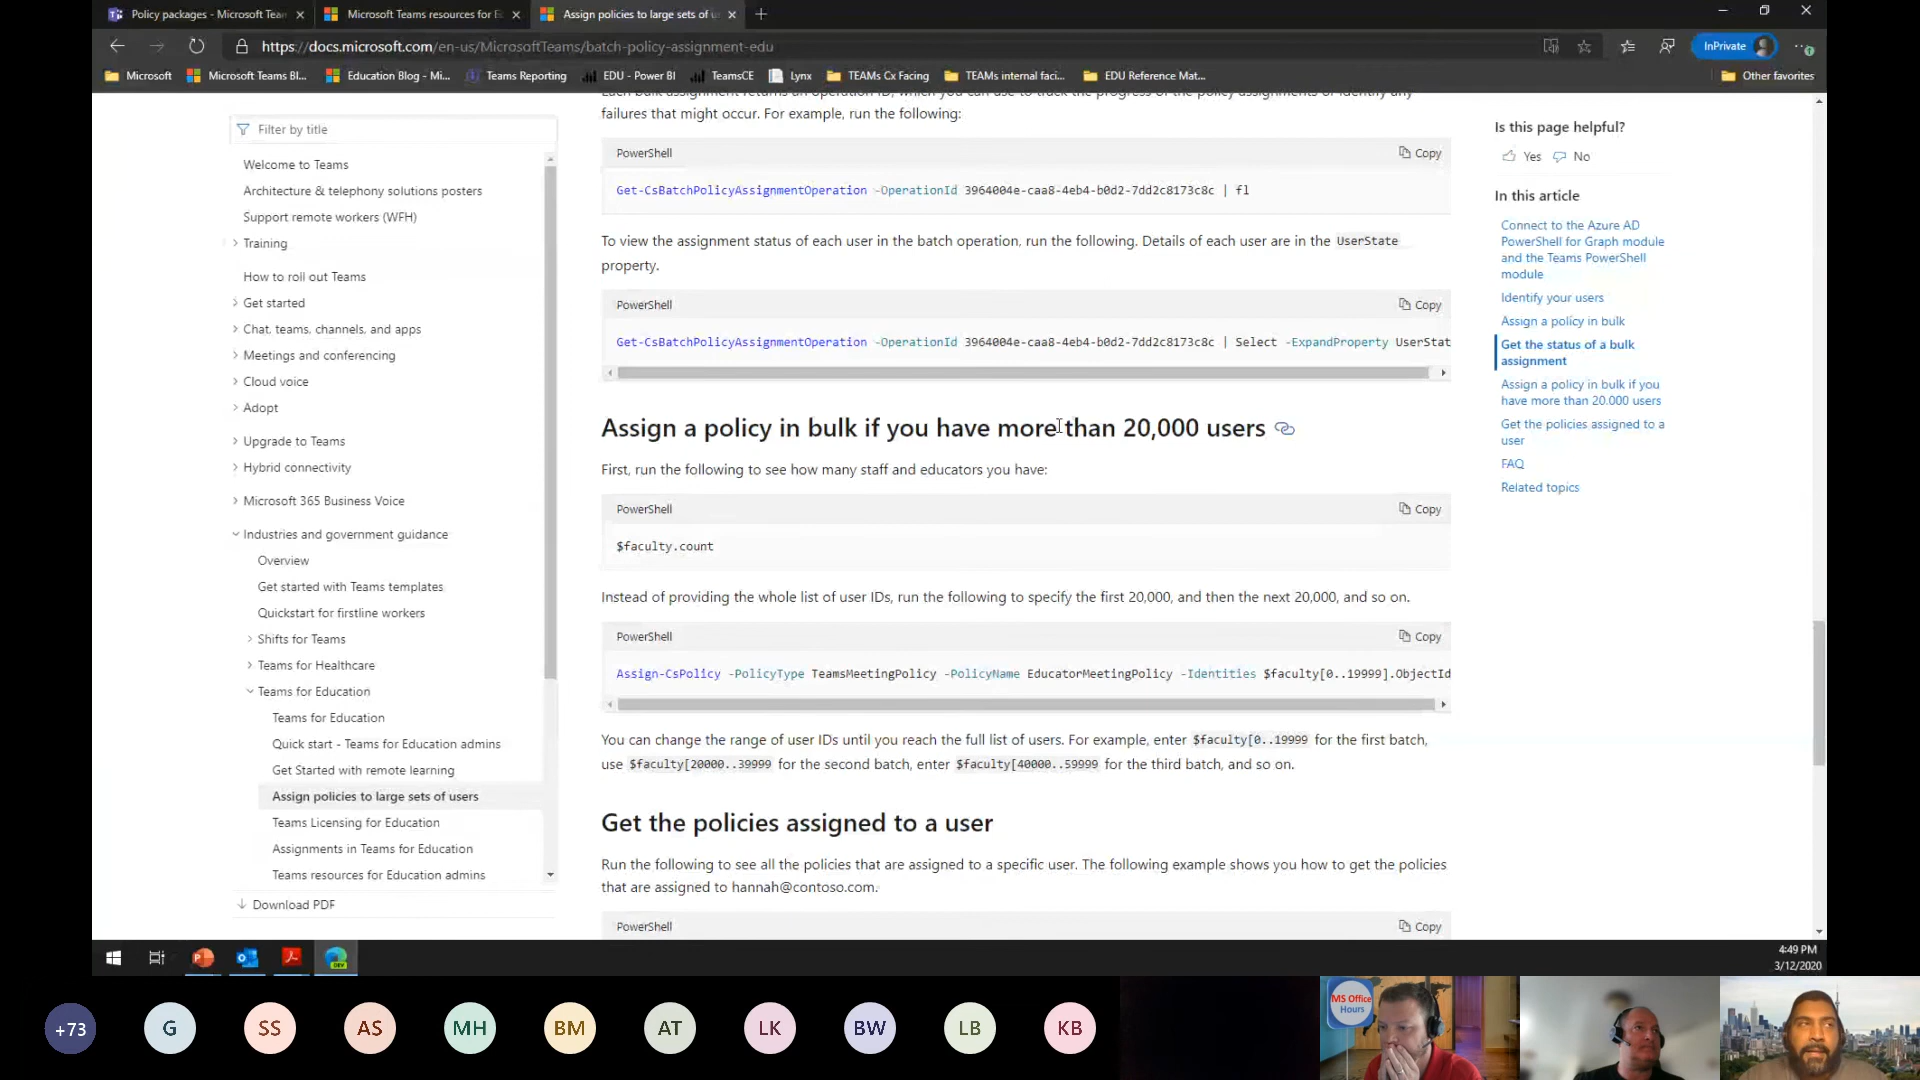 Policy packages - Microsoft Tea
Microsoft Teams resources for E
Assign policies to large sets of u
https://docs.microsoft.com/en-us/MicrosoftTeams/batch-policy-assignment-edu
InPrivate
Microsoft
Microsoft Teams Bl...
Education Blog - Mi...
Teams Reporting
EDU - Power BI
TeamsCE
Lynx
TEAMs Cx Facing
TEAMs internal faci...
EDU Reference Mat...
Other favorites
Filter by title
Welcome to Teams
Architecture & telephony solutions posters
Support remote workers (WFH)
Training
How to roll out Teams
Get started
Chat, teams, channels, and apps
Meetings and conferencing
Cloud voice
Adopt
Upgrade to Teams
Hybrid connectivity
Microsoft 365 Business Voice
Industries and government guidance
Overview
Get started with Teams templates
Quickstart for firstline workers
Shifts for Teams
Teams for Healthcare
Teams for Education
Teams for Education
Quick start - Teams for Education admins
Get Started with remote learning
Assign policies to large sets of users
Teams Licensing for Education
Assignments in Teams for Education
Teams resources for Education admins
Download PDF
Each bulk assignment returns an operation ID, which you can use to track the progress of the policy assignments or identify any
failures that might occur. For example, run the following:
PowerShell
Copy
Get-CsBatchPolicyAssignmentOperation -OperationId 3964004e-caa8-4eb4-b0d2-7dd2c8173c8c | fl
To view the assignment status of each user in the batch operation, run the following. Details of each user are in the UserState
property.
PowerShell
Copy
Get-CsBatchPolicyAssignmentOperation -OperationId 3964004e-caa8-4eb4-b0d2-7dd2c8173c8c | Select -ExpandProperty UserStat
Assign a policy in bulk if you have more than 20,000 users
First, run the following to see how many staff and educators you have:
PowerShell
Copy
$faculty.count
Instead of providing the whole list of user IDs, run the following to specify the first 20,000, and then the next 20,000, and so on.
PowerShell
Copy
Assign-CsPolicy -PolicyType TeamsMeetingPolicy -PolicyName EducatorMeetingPolicy -Identities $faculty[0..19999].ObjectId
You can change the range of user IDs until you reach the full list of users. For example, enter $faculty[0..19999 for the first batch,
use $faculty[20000..39999 for the second batch, enter $faculty[40000..59999 for the third batch, and so on.
Get the policies assigned to a user
Run the following to see all the policies that are assigned to a specific user. The following example shows you how to get the policies
that are assigned to hannah@contoso.com.
PowerShell
Copy
Is this page helpful?
Yes
No
In this article
Connect to the Azure AD
PowerShell for Graph module
and the Teams PowerShell
module
Identify your users
Assign a policy in bulk
Get the status of a bulk
assignment
Assign a policy in bulk if you
have more than 20.000 users
Get the policies assigned to a
user
FAQ
Related topics
4:49 PM
3/12/2020
+73
G
SS
AS
MH
BM
AT
LK
BW
LB
KB
MS Office
Hours